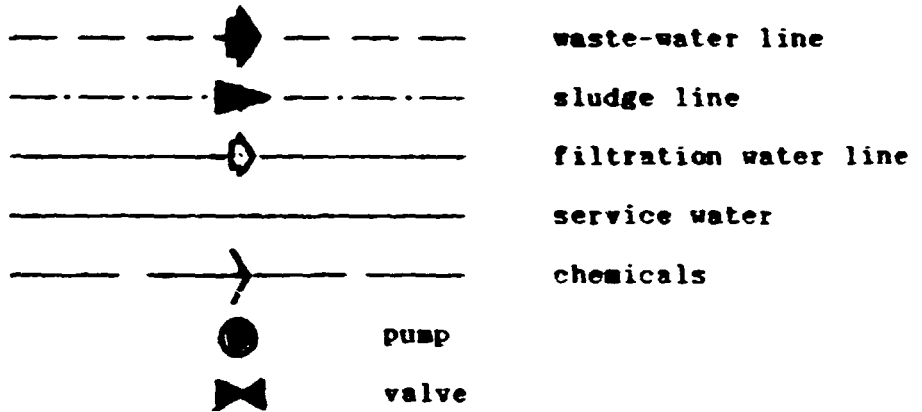 waste-water line
sludge line
filtration water line
service water
chemicals
pump
valve